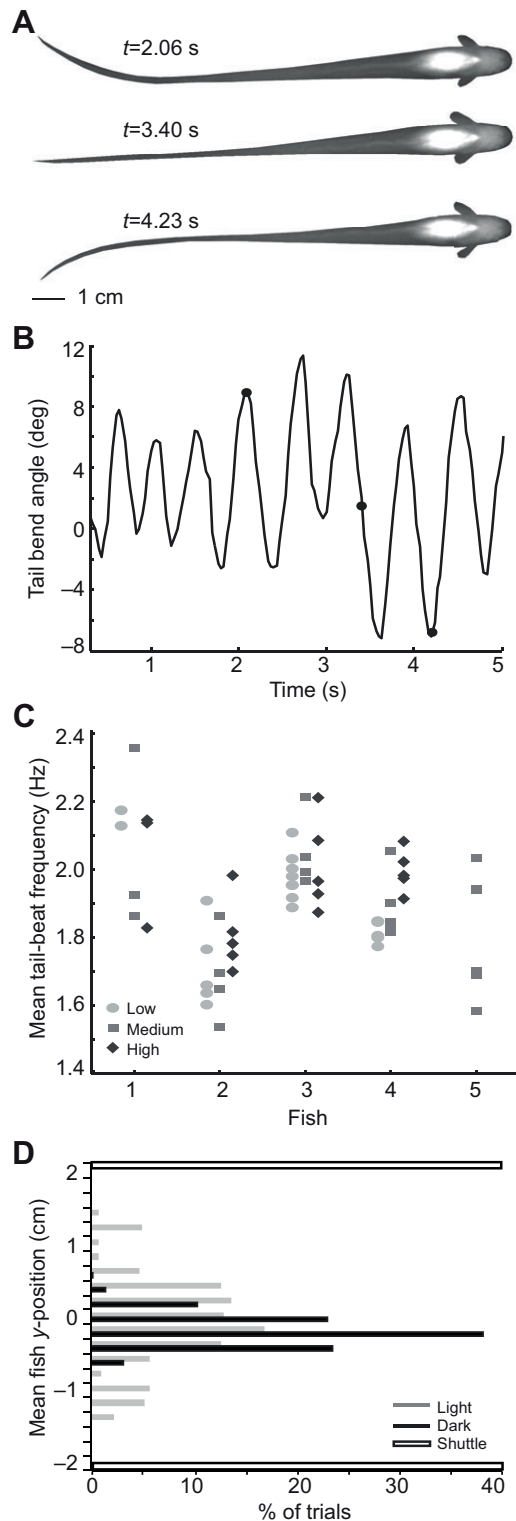 A
t=2.06 s
t=3.40 s
t=4.23 s
1 cm
B
Tail bend angle (deg)
12
8
4
0
–4
–8
1 2 3 4 5
Time (s)
C
Mean tail-beat frequency (Hz)
2.4
2.2
2.0
1.8
1.6
1.4
Low
Medium
High
1 2 3 4 5
Fish
D
Mean fish y-position (cm)
2
1
0
–1
–2
Light
Dark
Shuttle
0 10 20 30 40
% of trials